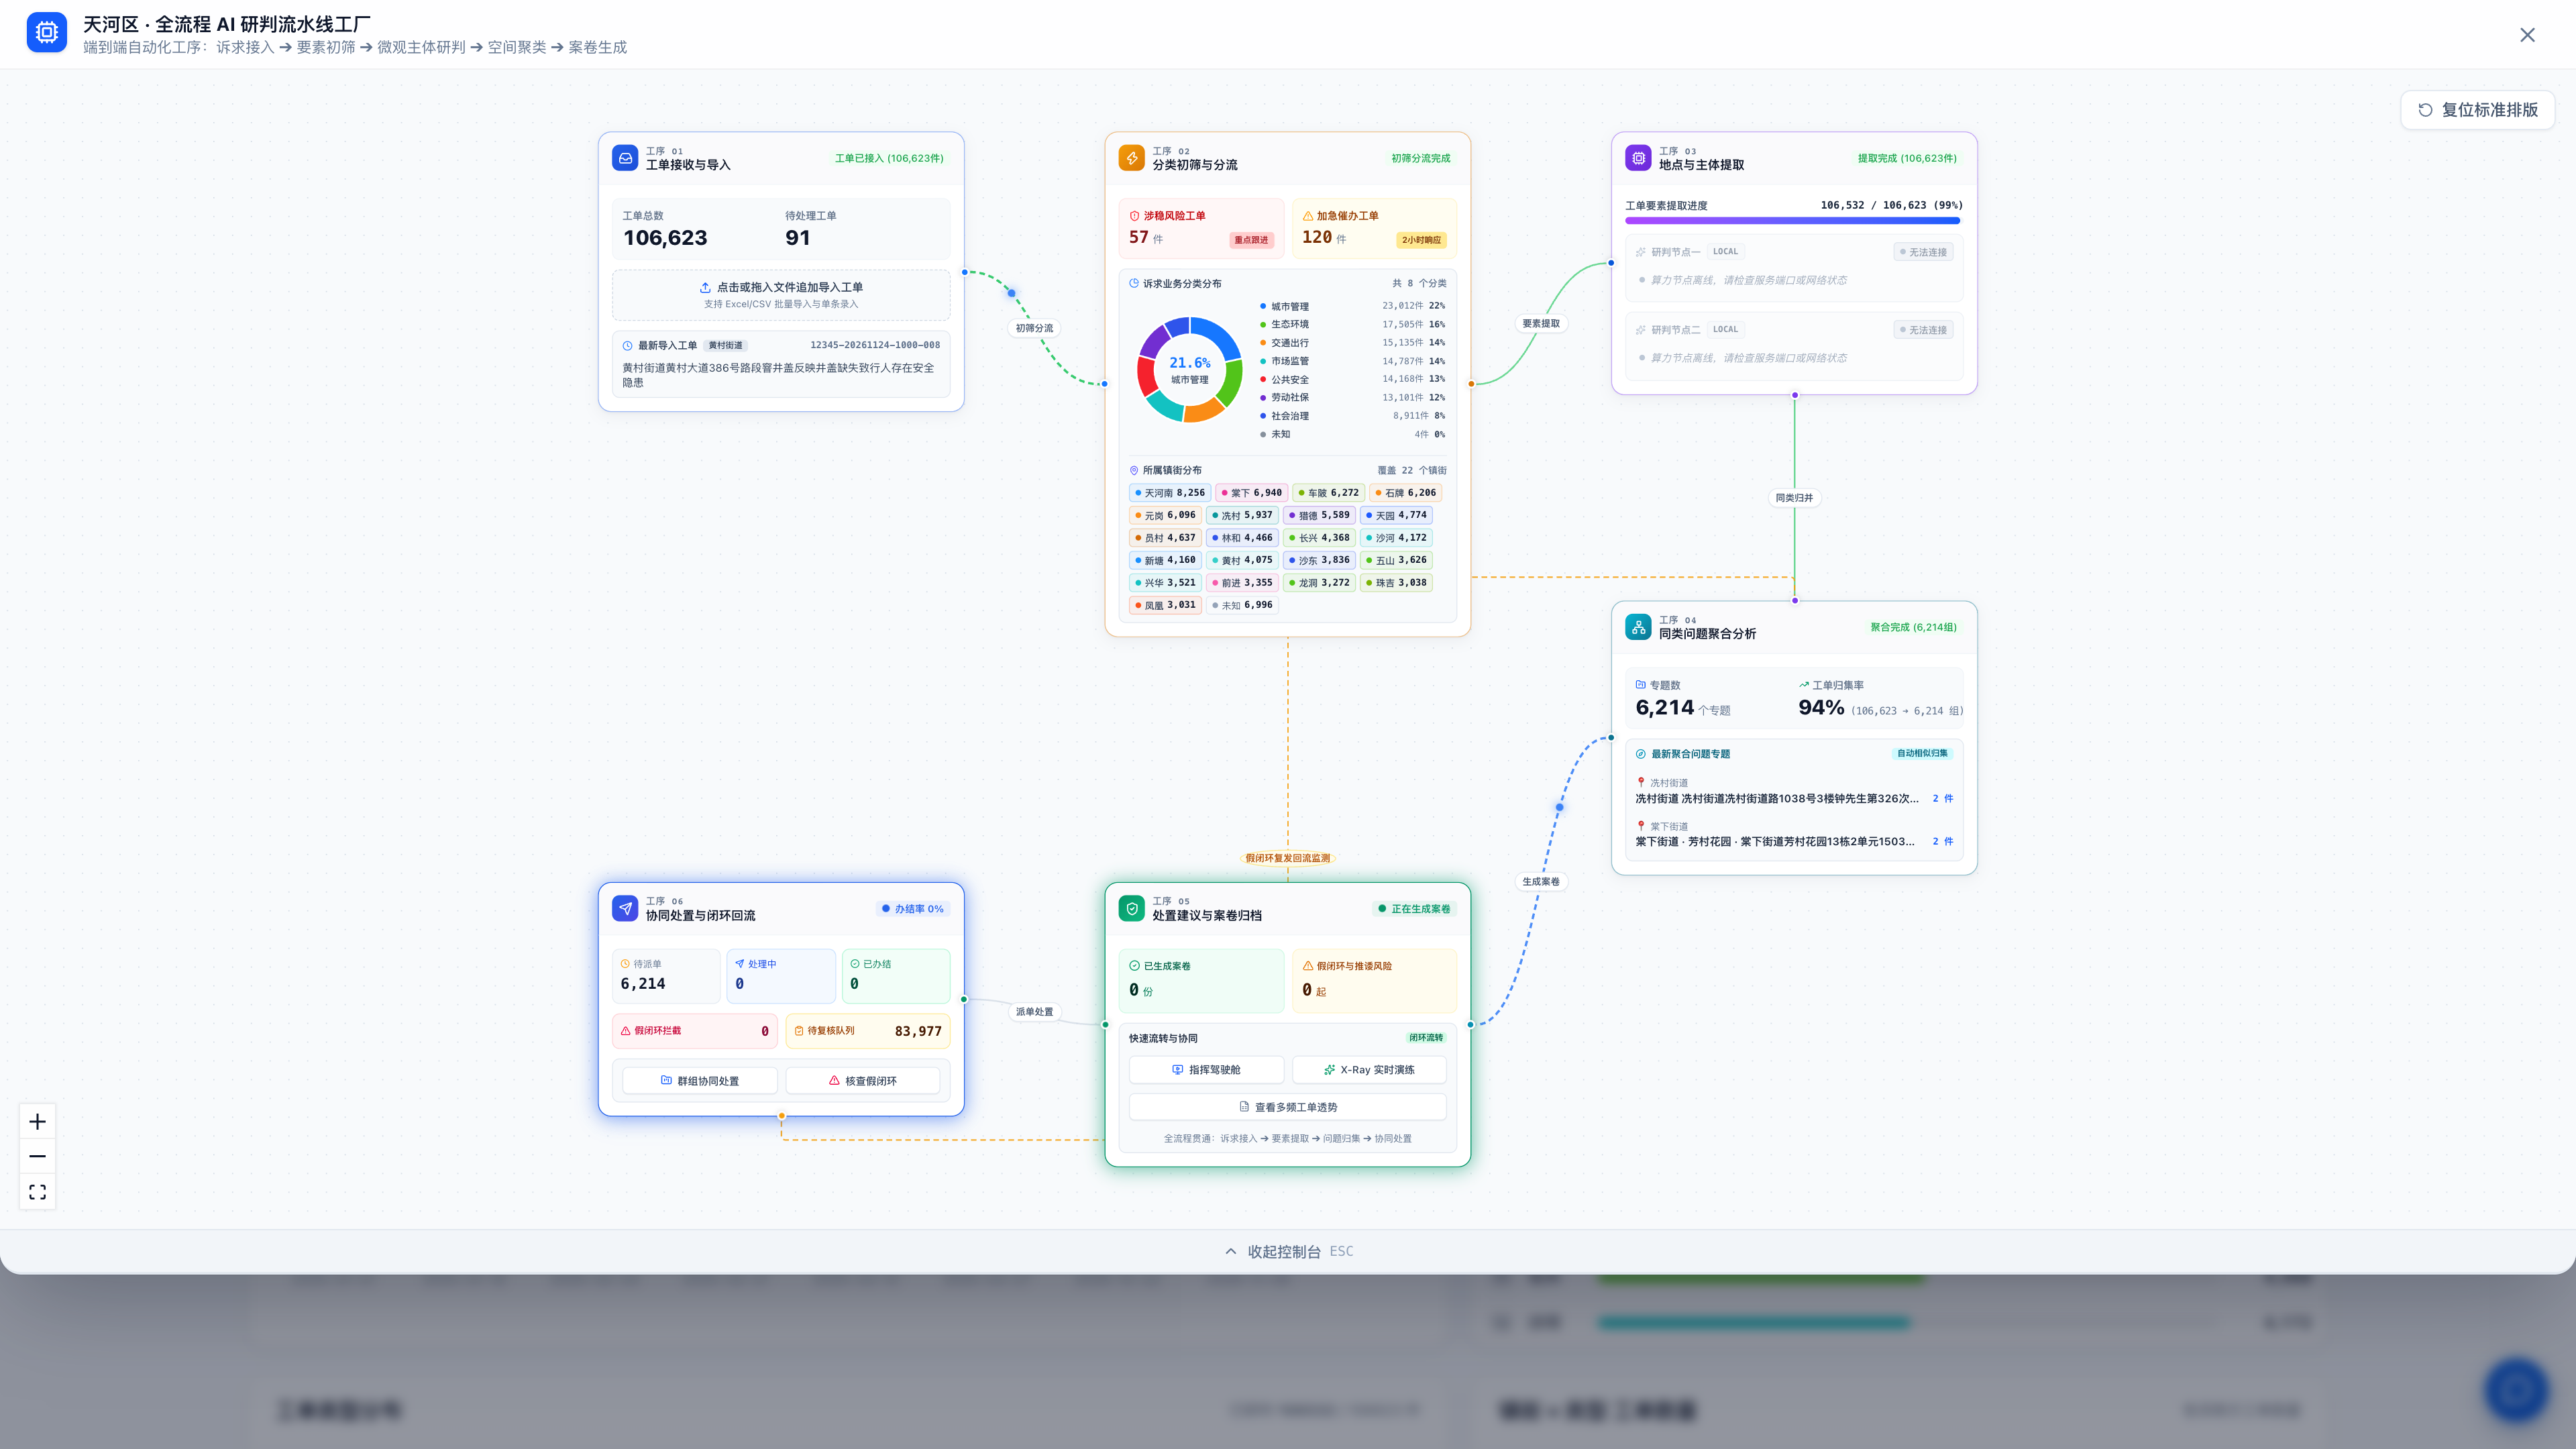 天河区 · 全流程 AI 研判流水线工厂
端到端自动化工序：诉求接入 ➔ 要素初筛 ➔ 微观主体研判 ➔ 空间聚类 ➔ 案卷生成
复位标准排版
工序 01
工单接收与导入
工单已接入 (106,623件)
工单总数
106,623
待处理工单
91
点击或拖入文件追加导入工单
支持 Excel/CSV 批量导入与单条录入
最新导入工单 黄村街道 12345-20261124-1000-008
黄村街道黄村大道386号路段窨井盖反映井盖缺失致行人存在安全
隐患
初筛分流
工序 02
分类初筛与分流
初筛分流完成
涉稳风险工单
57 件 重点跟进
加急催办工单
120 件 2小时响应
诉求业务分类分布 共 8 个分类
21.6%
城市管理
城市管理 23,012件 22%
生态环境 17,505件 16%
交通出行 15,135件 14%
市场监管 14,787件 14%
公共安全 14,168件 13%
劳动社保 13,101件 12%
社会治理 8,911件 8%
未知 4件 0%
所属镇街分布 覆盖 22 个镇街
天河南 8,256 棠下 6,940 车陂 6,272 石牌 6,206
元岗 6,096 冼村 5,937 猎德 5,589 天园 4,774
员村 4,637 林和 4,466 长兴 4,368 沙河 4,172
新塘 4,160 黄村 4,075 沙东 3,836 五山 3,626
兴华 3,521 前进 3,355 龙洞 3,272 珠吉 3,038
凤凰 3,031 未知 6,996
要素提取
工序 03
地点与主体提取
提取完成 (106,623件)
工单要素提取进度 106,532 / 106,623 (99%)
研判节点一 LOCAL 无法连接
算力节点离线，请检查服务端口或网络状态
研判节点二 LOCAL 无法连接
算力节点离线，请检查服务端口或网络状态
同类归并
工序 04
同类问题聚合分析
聚合完成 (6,214组)
专题数
6,214 个专题
工单归集率
94% (106,623 → 6,214 组)
最新聚合问题专题 自动相似归集
冼村街道
冼村街道 冼村街道冼村街道路1038号3楼钟先生第326次... 2 件
棠下街道
棠下街道 · 芳村花园 · 棠下街道芳村花园13栋2单元1503... 2 件
假闭环复发回流监测
生成案卷
工序 06
协同处置与闭环回流
办结率 0%
待派单
6,214
处理中
0
已办结
0
假闭环拦截 0
待复核队列 83,977
群组协同处置
核查假闭环
派单处置
工序 05
处置建议与案卷归档
正在生成案卷
已生成案卷
0 份
假闭环与推诿风险
0 起
快速流转与协同 闭环流转
指挥驾驶舱
X-Ray 实时演练
查看多频工单透势
全流程贯通：诉求接入 ➔ 要素提取 ➔ 问题归集 ➔ 协同处置
收起控制台 ESC
工单类型分布